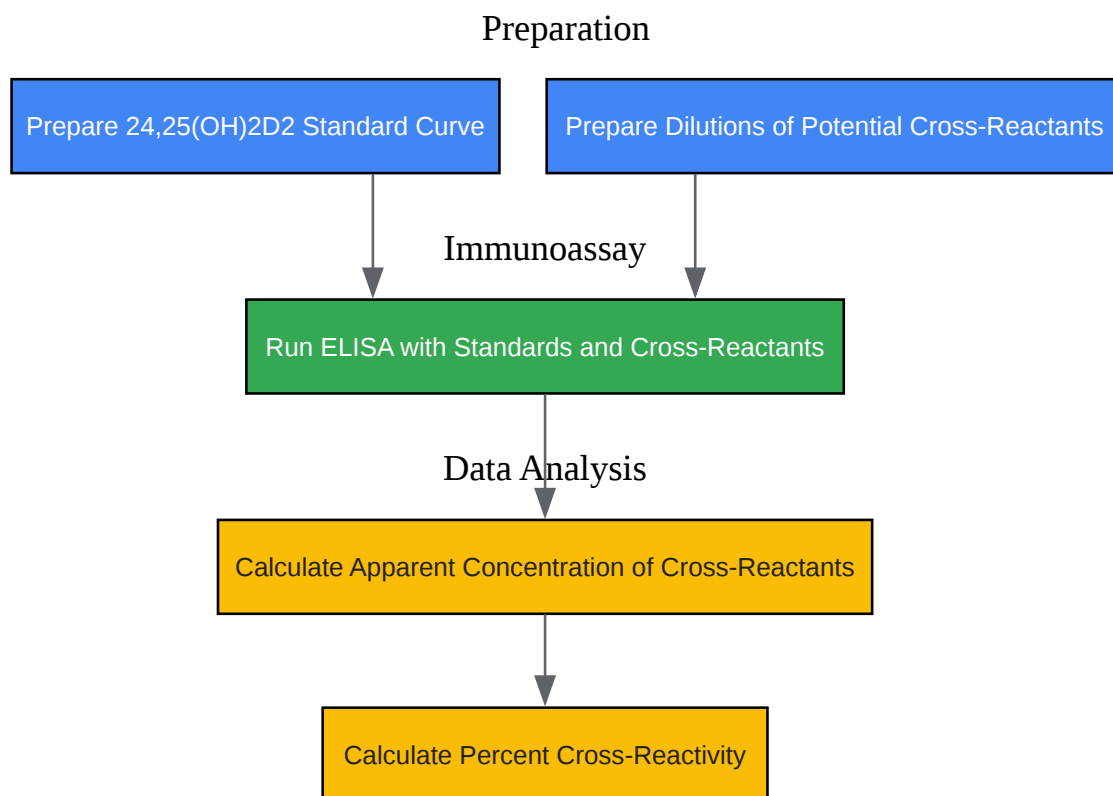 Preparation
Prepare 24,25(OH)2D2 Standard Curve
Prepare Dilutions of Potential Cross-Reactants
Immunoassay
Run ELISA with Standards and Cross-Reactants
Data Analysis
Calculate Apparent Concentration of Cross-Reactants
Calculate Percent Cross-Reactivity